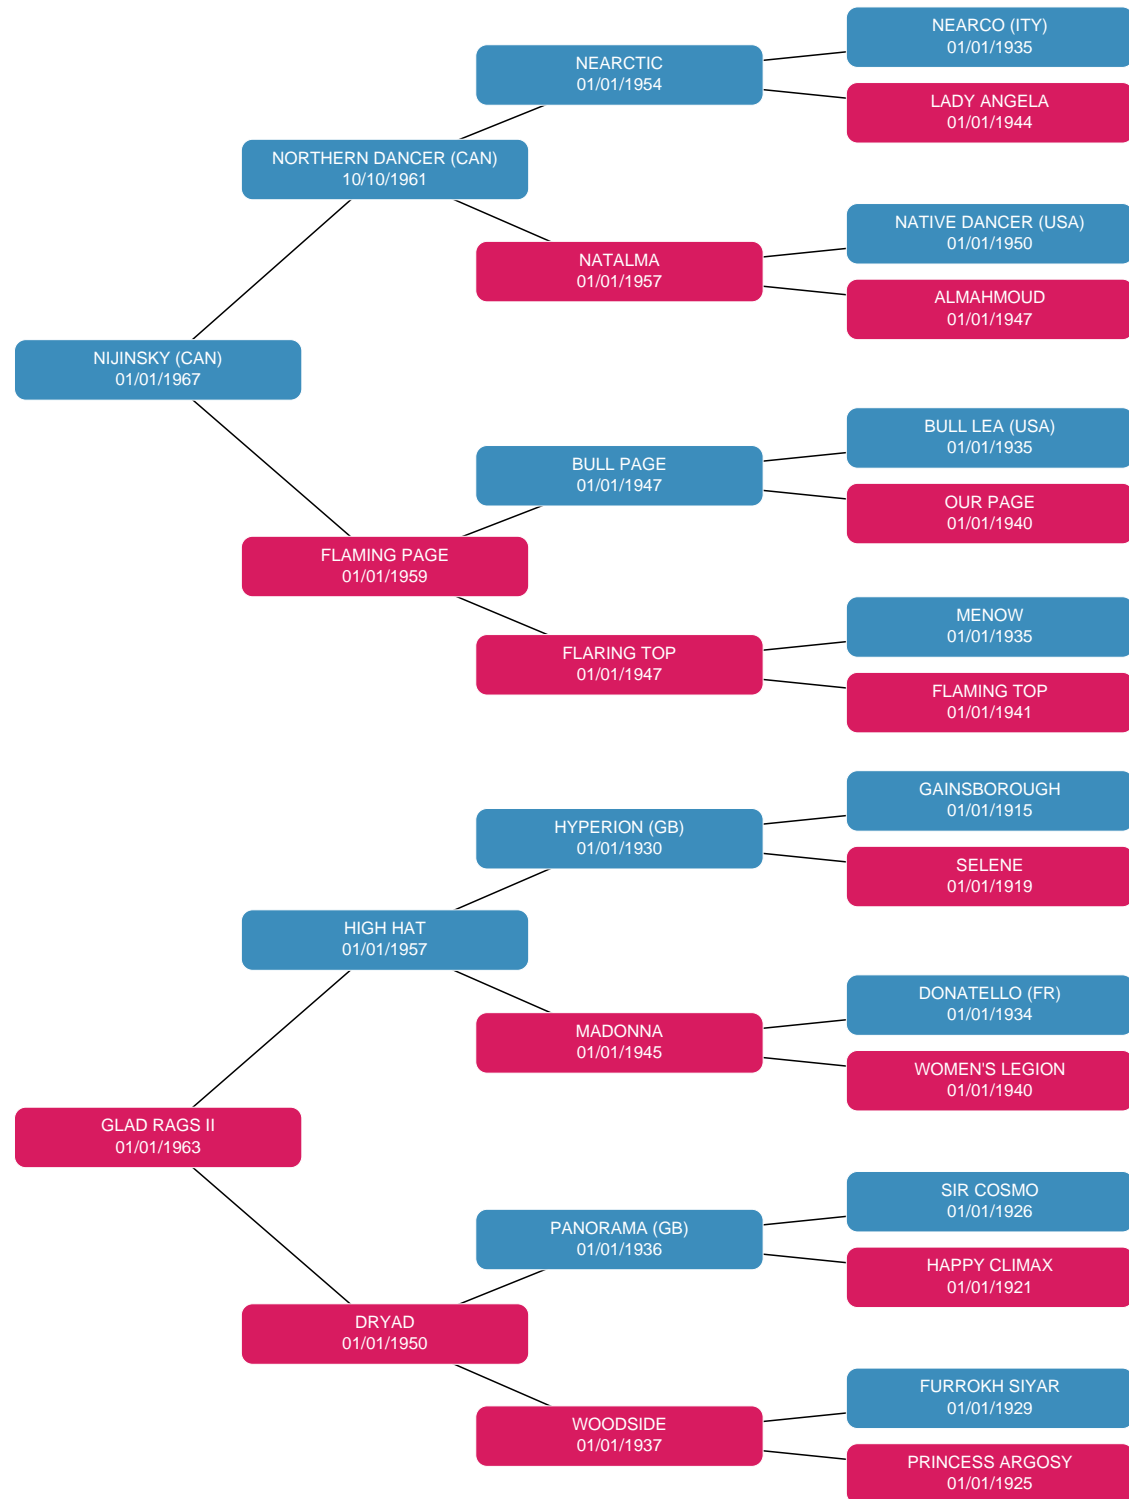 NEARCO (ITY)
01/01/1935
NEARCTIC
01/01/1954
LADY ANGELA
01/01/1944
NORTHERN DANCER (CAN)
10/10/1961
NATIVE DANCER (USA)
01/01/1950
NATALMA
01/01/1957
ALMAHMOUD
01/01/1947
NIJINSKY (CAN)
01/01/1967
BULL LEA (USA)
01/01/1935
BULL PAGE
01/01/1947
OUR PAGE
01/01/1940
FLAMING PAGE
01/01/1959
MENOW
01/01/1935
FLARING TOP
01/01/1947
FLAMING TOP
01/01/1941
GAINSBOROUGH
01/01/1915
HYPERION (GB)
01/01/1930
SELENE
01/01/1919
HIGH HAT
01/01/1957
DONATELLO (FR)
01/01/1934
MADONNA
01/01/1945
WOMEN'S LEGION
01/01/1940
GLAD RAGS II
01/01/1963
SIR COSMO
01/01/1926
PANORAMA (GB)
01/01/1936
HAPPY CLIMAX
01/01/1921
DRYAD
01/01/1950
FURROKH SIYAR
01/01/1929
WOODSIDE
01/01/1937
PRINCESS ARGOSY
01/01/1925